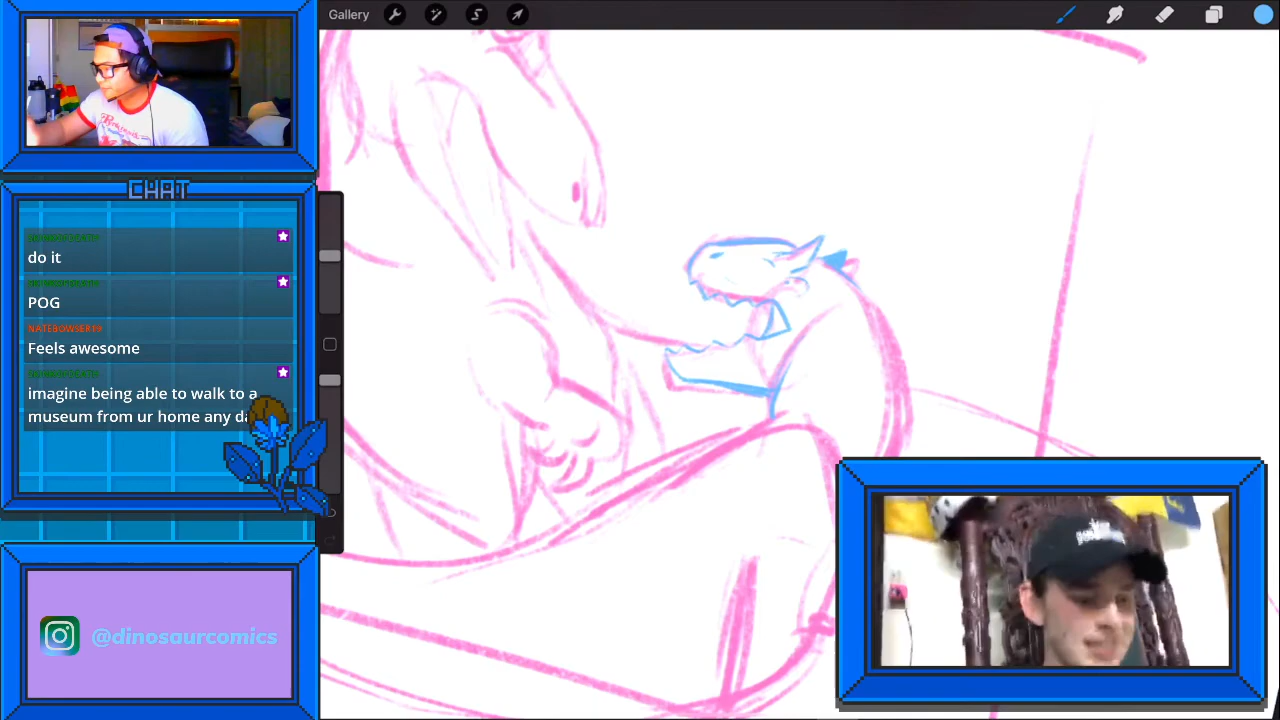 Gallery
CHAT
do it
POG
NATEBOWSER19
Feels awesome
imagine being able to walk to a
museum from ur home any
@dinosaurcomics